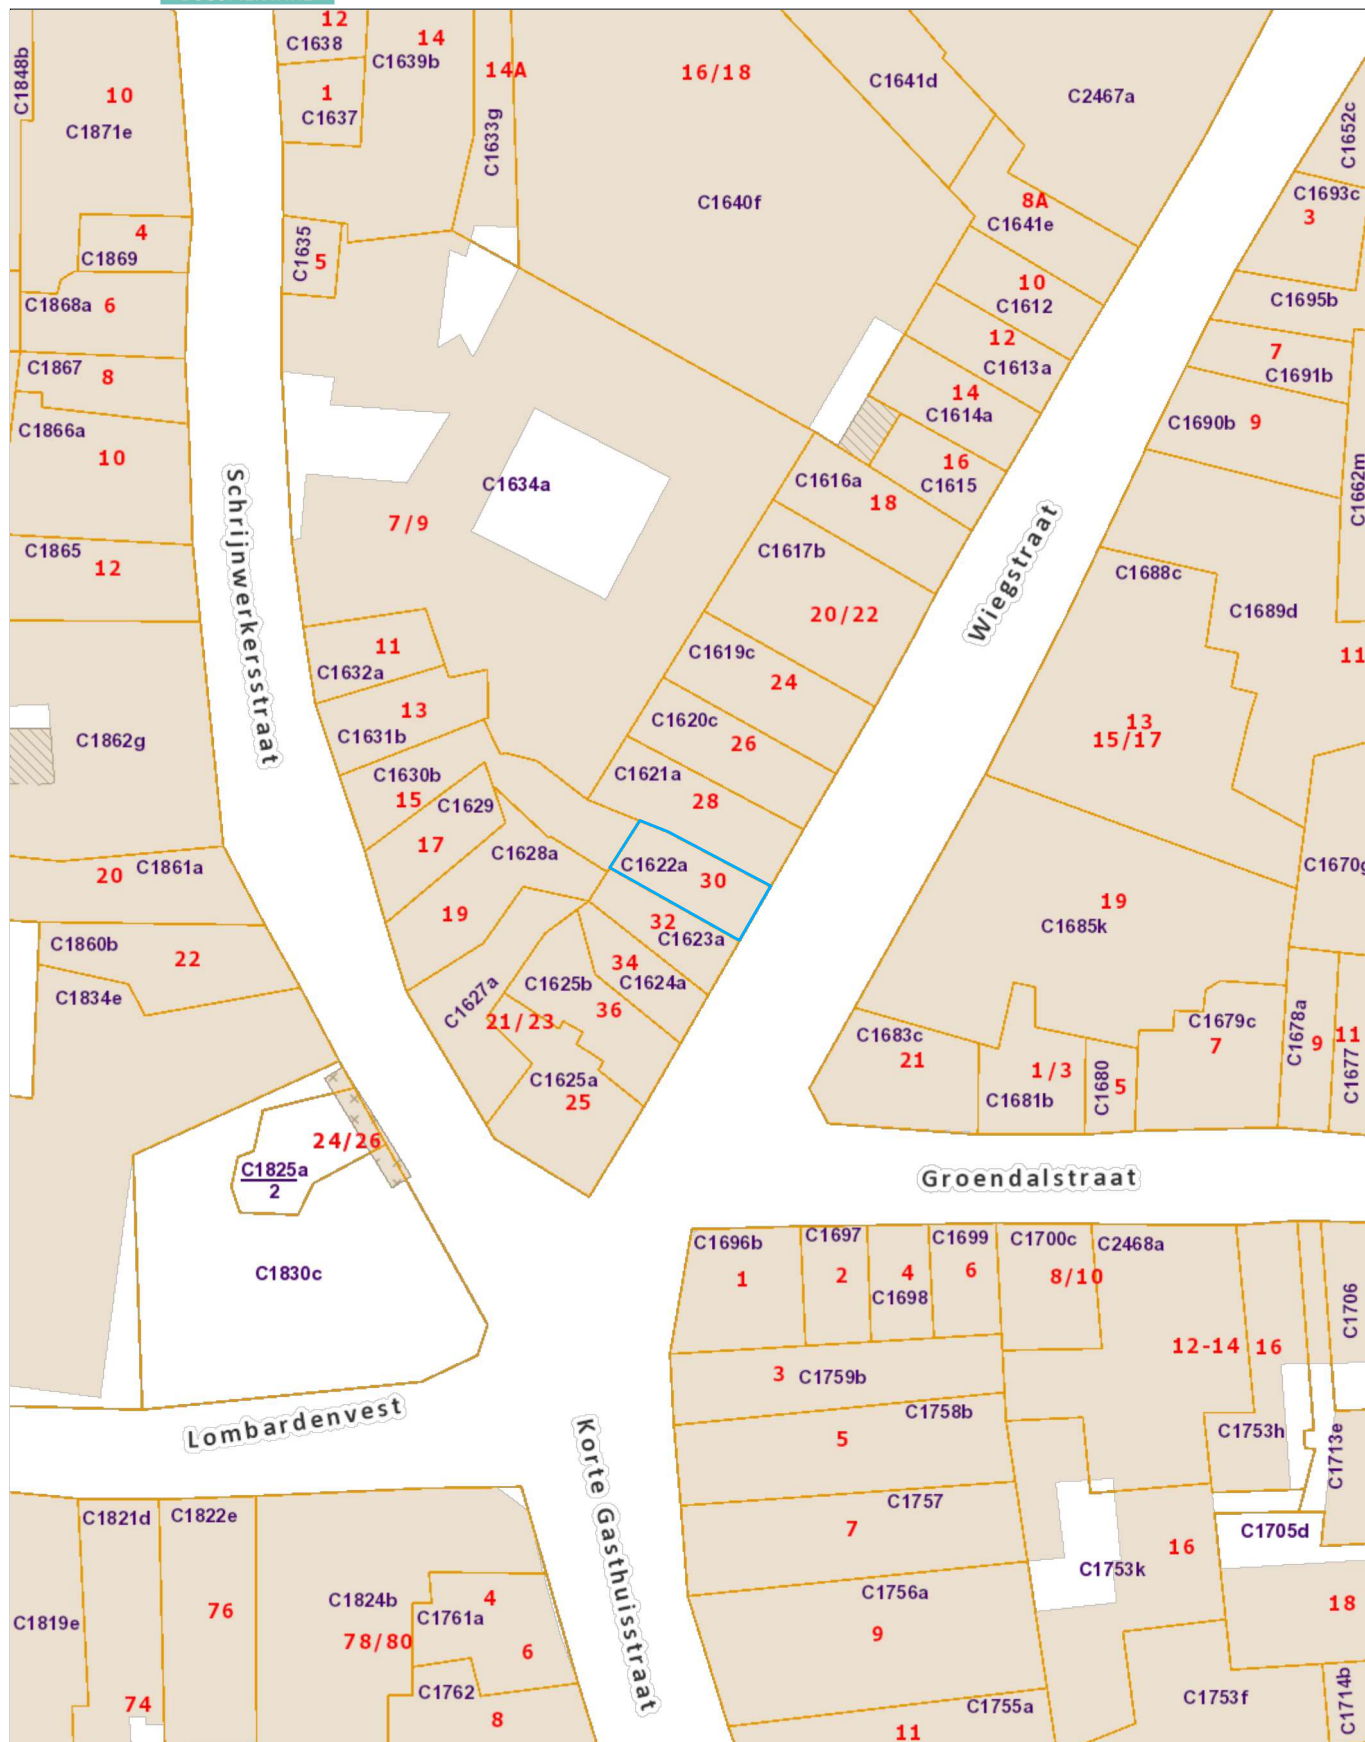 12
C1638
14
C1639b
14A
C1633g
16/18
C1640f
C1641d
C2467a
C1652c
C1848b
10
C1871e
1
C1637
C1693c
3
8A
C1641e
4
C1869
C1635
5
10
C1612
C1695b
C1868a
6
12
C1613a
7
C1691b
C1867
8
14
C1614a
C1690b
9
C1866a
10
16
C1615
C1616a
18
C1634a
7/9
C1662m
Schrijnwerkersstraat
Wiegstraat
C1865
12
C1617b
20/22
C1688c
C1689d
11
11
C1632a
C1619c
24
13
C1631b
C1620c
26
13
15/17
C1862g
C1630b
15
C1629
17
C1621a
28
C1628a
C1622a
30
C1670g
20
C1861a
19
32
C1623a
19
C1685k
C1860b
22
34
C1624a
C1625b
36
C1834e
C1627a
21/23
C1683c
21
C1679c
7
C1678a
9
11
C1677
1/3
C1681b
C1680
5
C1625a
25
24/26
C1825a
2
Groendalstraat
C1830c
C1696b
1
C1697
2
4
C1698
C1699
6
C1700c
8/10
C2468a
12-14
16
C1706
3
C1759b
Lombardenvest
Korte Gasthuisstraat
C1758b
5
C1753h
C1713e
C1757
7
C1705d
C1821d
C1822e
16
C1753k
C1756a
9
18
C1819e
76
C1824b
78/80
4
C1761a
6
74
C1762
8
C1755a
11
C1753f
C1714b